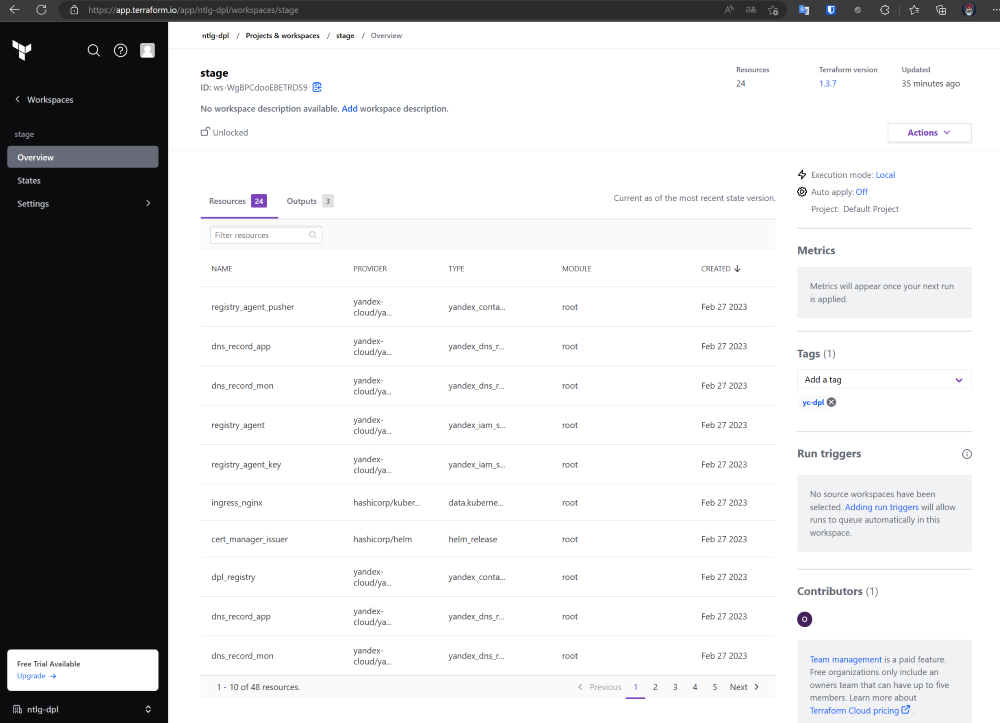 https://app.terraform.io/app/ntlg-dpl/workspaces/stage
ntlg-dpl / Projects & workspaces / stage / Overview
Workspaces
stage
Overview
States
Settings
Free Trial Available
Upgrade →
ntlg-dpl
stage
ID: ws-WgBPCdooEBETRDS9
No workspace description available. Add workspace description.
Unlocked
Resources
24
Terraform version
1.3.7
Updated
35 minutes ago
Actions
Resources 24 Outputs 3
Current as of the most recent state version.
Filter resources
NAME PROVIDER TYPE MODULE CREATED ↓
registry_agent_pusher yandex-cloud/ya... yandex_conta... root Feb 27 2023
dns_record_app yandex-cloud/ya... yandex_dns_r... root Feb 27 2023
dns_record_mon yandex-cloud/ya... yandex_dns_r... root Feb 27 2023
registry_agent yandex-cloud/ya... yandex_iam_s... root Feb 27 2023
registry_agent_key yandex-cloud/ya... yandex_iam_s... root Feb 27 2023
ingress_nginx hashicorp/kuber... data.kuberne... root Feb 27 2023
cert_manager_issuer hashicorp/helm helm_release root Feb 27 2023
dpl_registry yandex-cloud/ya... yandex_conta... root Feb 27 2023
dns_record_app yandex-cloud/ya... yandex_dns_r... root Feb 27 2023
dns_record_mon yandex-cloud/ya... yandex_dns_r... root Feb 27 2023
1 - 10 of 48 resources.
Previous 1 2 3 4 5 Next
Execution mode: Local
Auto apply: Off
Project: Default Project
Metrics
Metrics will appear once your next run
is applied.
Tags (1)
Add a tag
yc-dpl
Run triggers
No source workspaces have been
selected. Adding run triggers will allow
runs to queue automatically in this
workspace.
Contributors (1)
O
Team management is a paid feature.
Free organizations only include an
owners team that can have up to five
members. Learn more about
Terraform Cloud pricing .